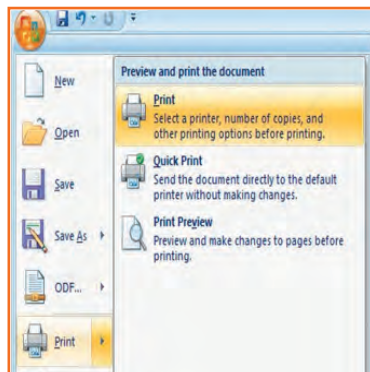 New
Open
Save
Save As
ODF...
Print
Preview and print the document
Print
Select a printer, number of copies, and
other printing options before printing.
Quick Print
Send the document directly to the default
printer without making changes.
Print Preview
Preview and make changes to pages before
printing.